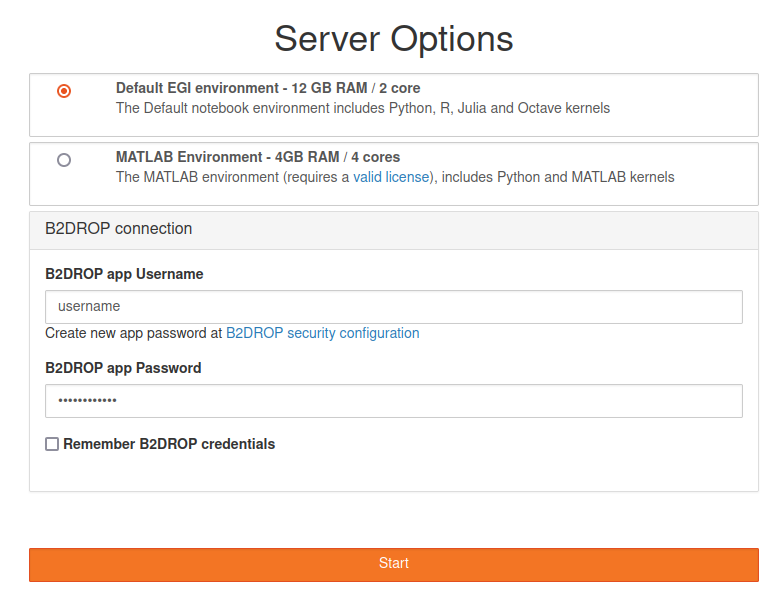 Server Options
Default EGI environment - 12 GB RAM / 2 core
The Default notebook environment includes Python, R, Julia and Octave kernels
MATLAB Environment - 4GB RAM / 4 cores
The MATLAB environment (requires a valid license), includes Python and MATLAB kernels
B2DROP connection
B2DROP app Username
username
Create new app password at B2DROP security configuration
B2DROP app Password
••••••••••••
Remember B2DROP credentials
Start